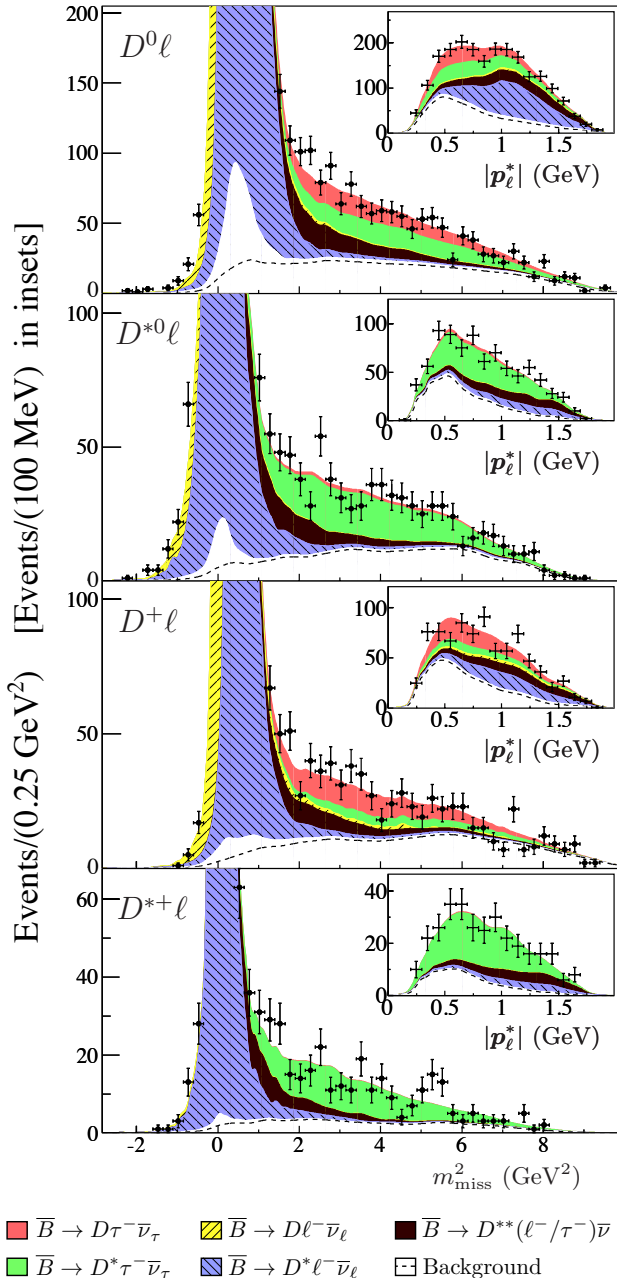 Events/(0.25 GeV²) [Events/(100 MeV) in insets]
D⁰ℓ
200
150
100
50
0
200
100
0
0 0.5 1 1.5
|p*ℓ| (GeV)
D*⁰ℓ
100
50
0
100
50
0
0 0.5 1 1.5
|p*ℓ| (GeV)
D⁺ℓ
100
50
0
100
50
0
0 0.5 1 1.5
|p*ℓ| (GeV)
D*⁺ℓ
60
40
20
0
40
20
0
0 0.5 1 1.5
|p*ℓ| (GeV)
-2 0 2 4 6 8
m²miss (GeV²)
B̅ → Dτ⁻ν̅τ B̅ → Dℓ⁻ν̅ℓ B̅ → D**(ℓ⁻/τ⁻)ν̅
B̅ → D*τ⁻ν̅τ B̅ → D*ℓ⁻ν̅ℓ Background